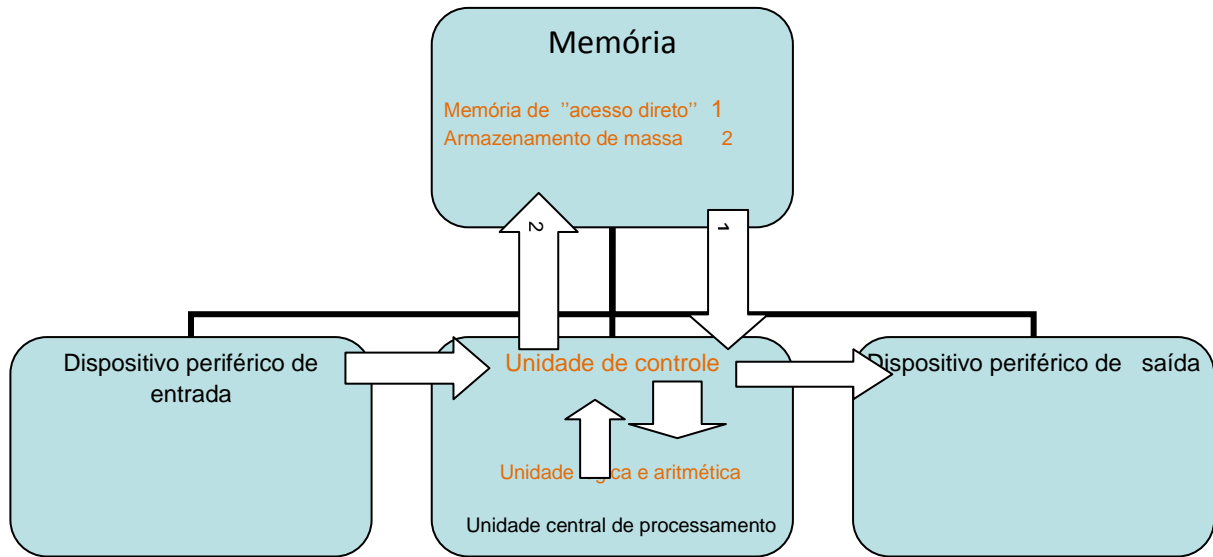 Memória
Memória de ”acesso direto” 1
Armazenamento de massa 2
2
1
Dispositivo periférico de
entrada
Unidade de controle
Dispositivo periférico de saída
Unidade e aritmética
Unidade central de processamento